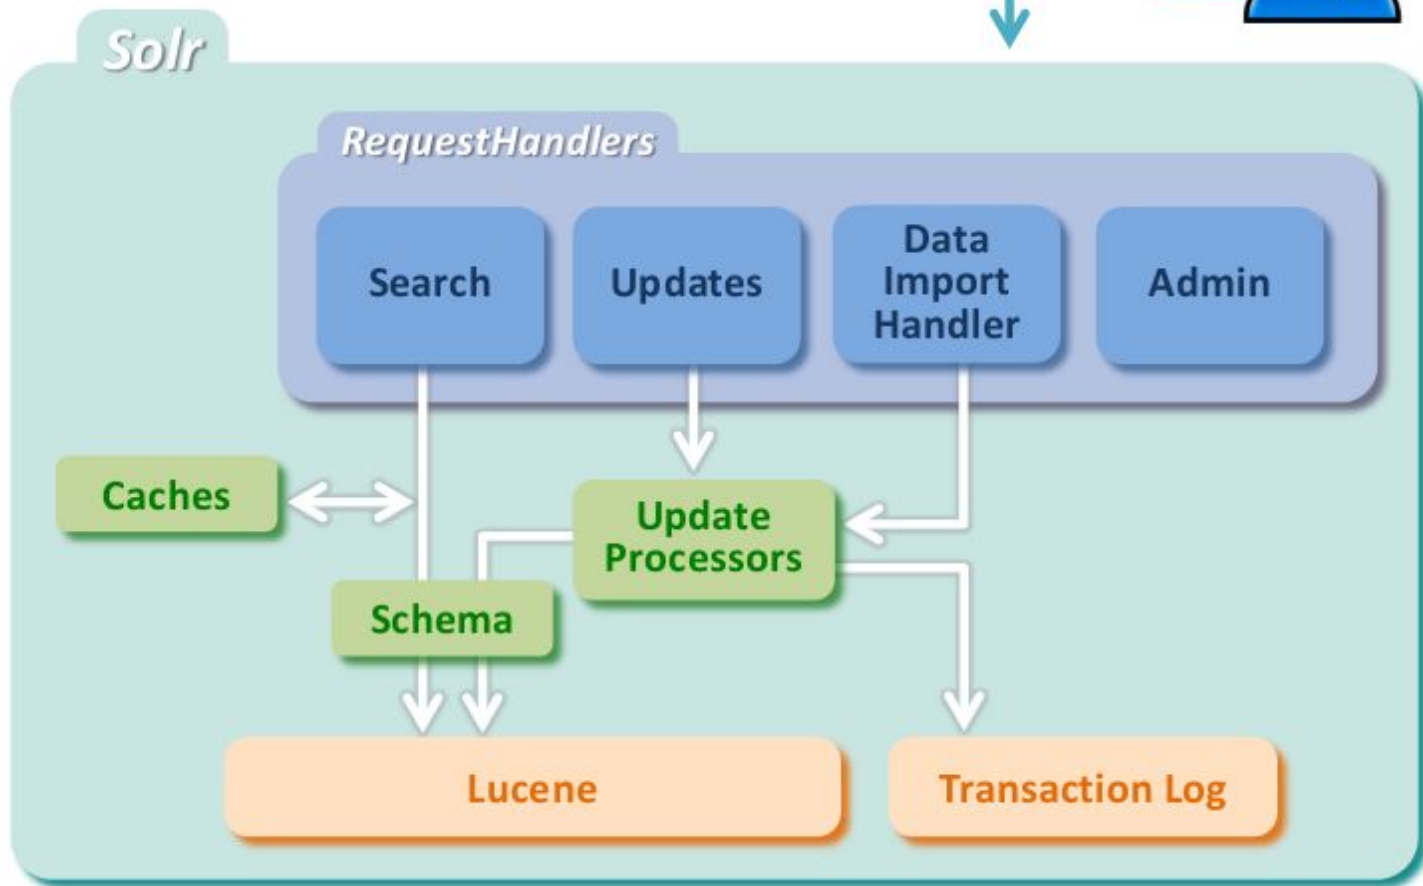 Solr
RequestHandlers
Search
Updates
Data
Import
Handler
Admin
Caches
Update
Processors
Schema
Lucene
Transaction Log